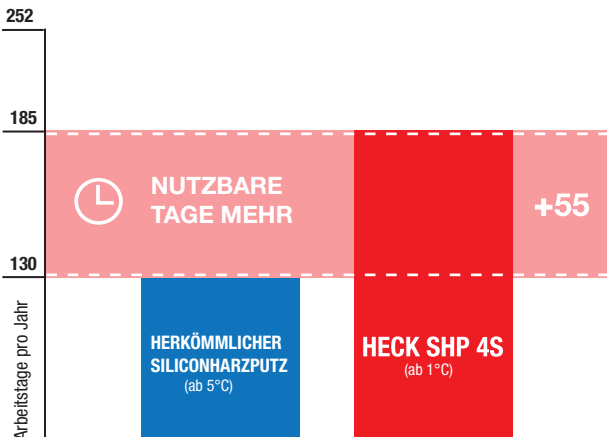 252
185
NUTZBARE
TAGE MEHR
+55
130
Arbeitstage pro Jahr
HERKÖMMLICHER
SILICONHARZPUTZ
(ab 5°C)
HECK SHP 4S
(ab 1°C)